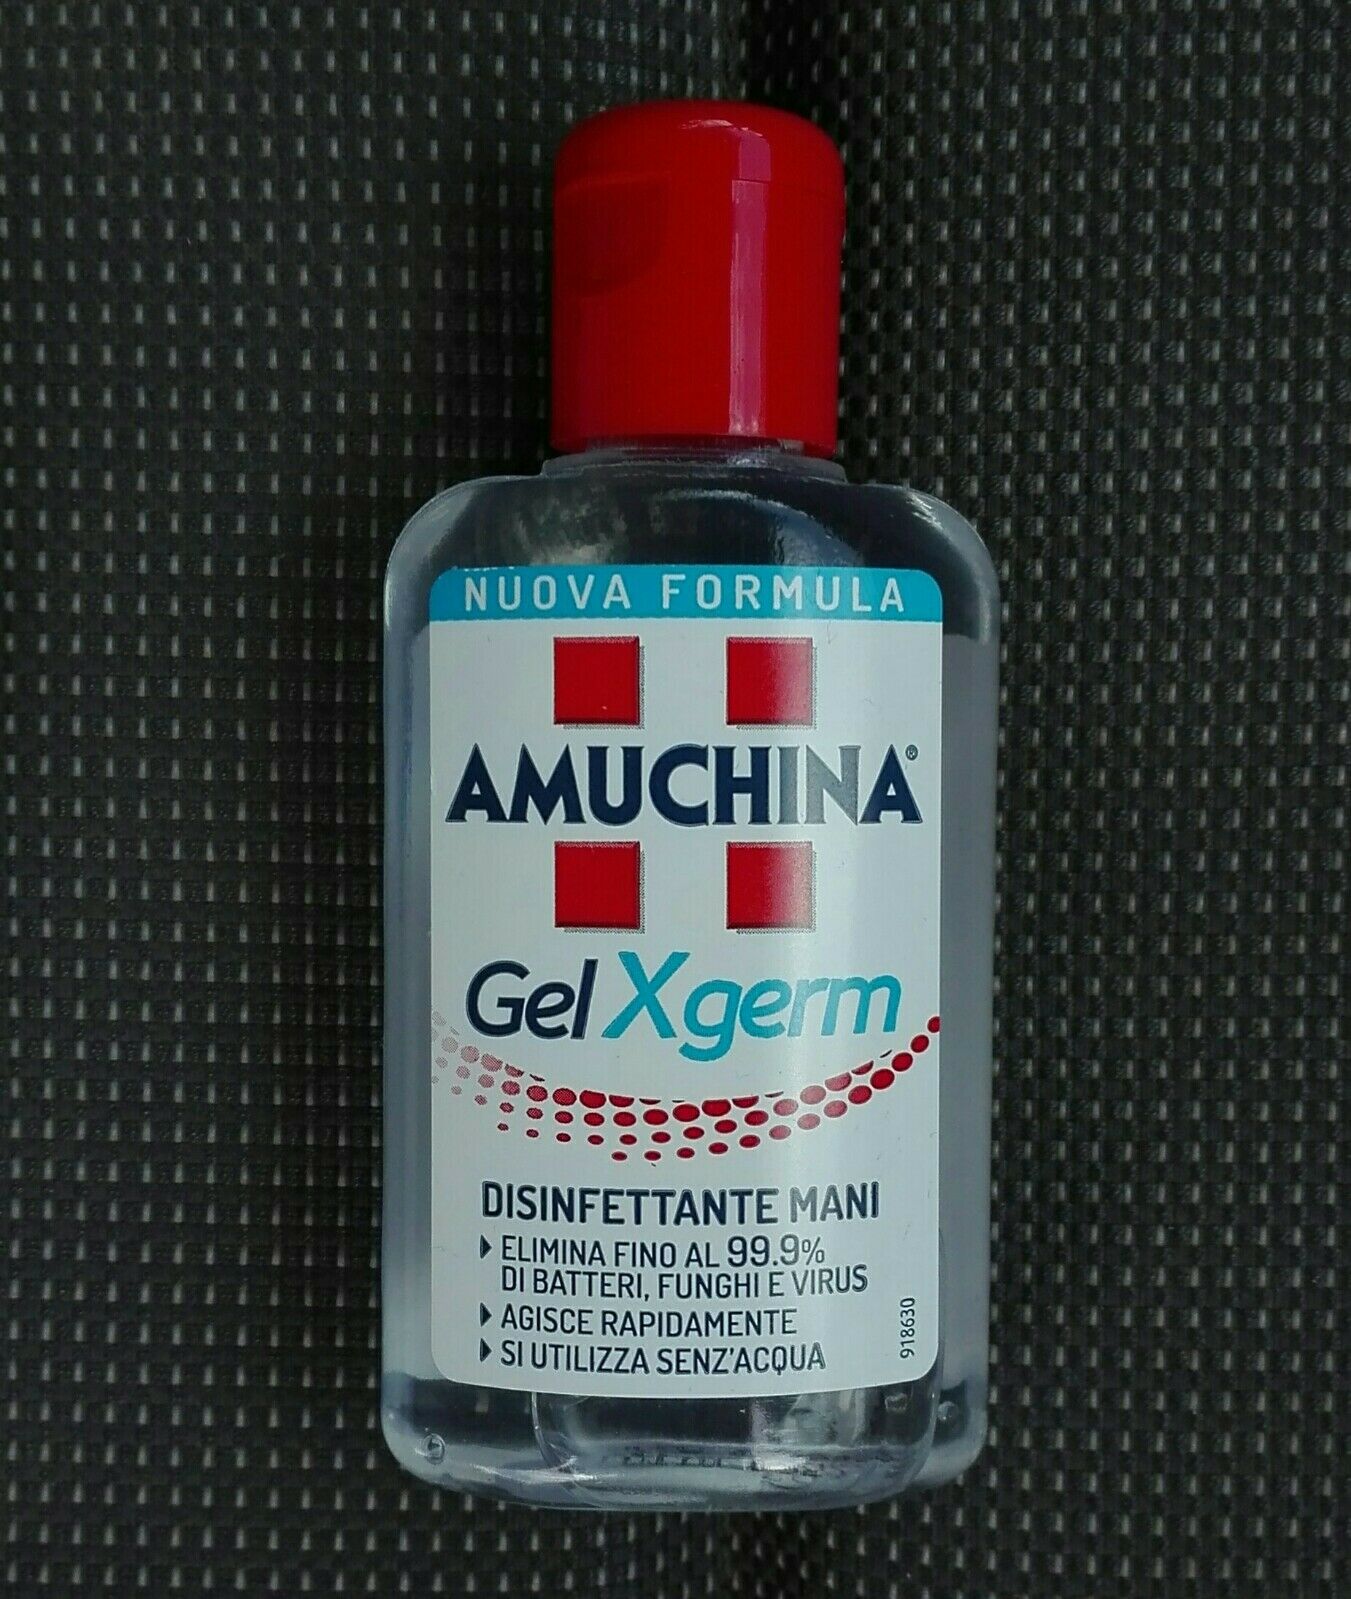 NUOVA FORMULA
AMUCHINA®
Gel Xgerm
DISINFETTANTE MANI
ELIMINA FINO AL 99.9%
DI BATTERI, FUNGHI E VIRUS
AGISCE RAPIDAMENTE
SI UTILIZZA SENZ'ACQUA
918630